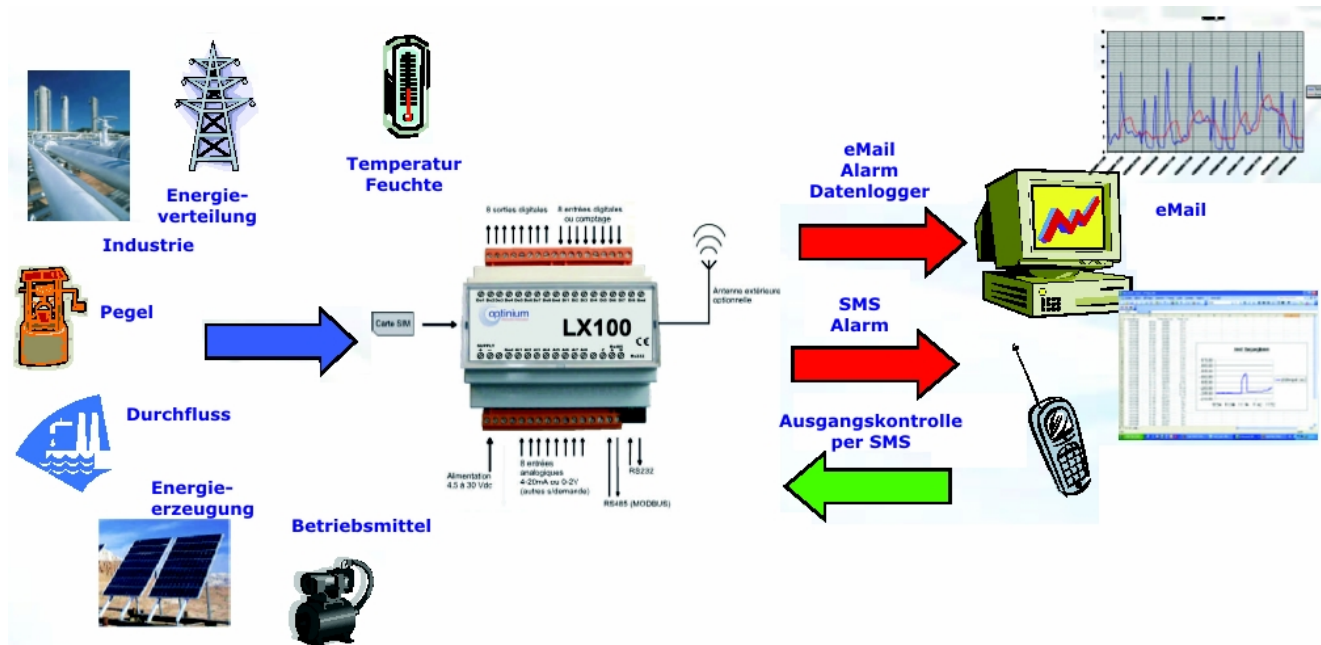 Energie-
verteilung
Industrie
Temperatur
Feuchte
Pegel
Durchfluss
Energie-
erzeugung
Betriebsmittel
8 sorties digitales
8 entrées digitales
ou comptage
Antenne extérieure
optionnelle
Carte SIM
optinium
LX100
CE
SUPPLY
RS232
Alimentation
4.5 à 30 Vdc
8 entrées
analogiques
4-20mA ou 0-2V
(autres s/demande)
RS232
RS485 (MODBUS)
eMail
Alarm
Datenlogger
eMail
SMS
Alarm
Ausgangskontrolle
per SMS